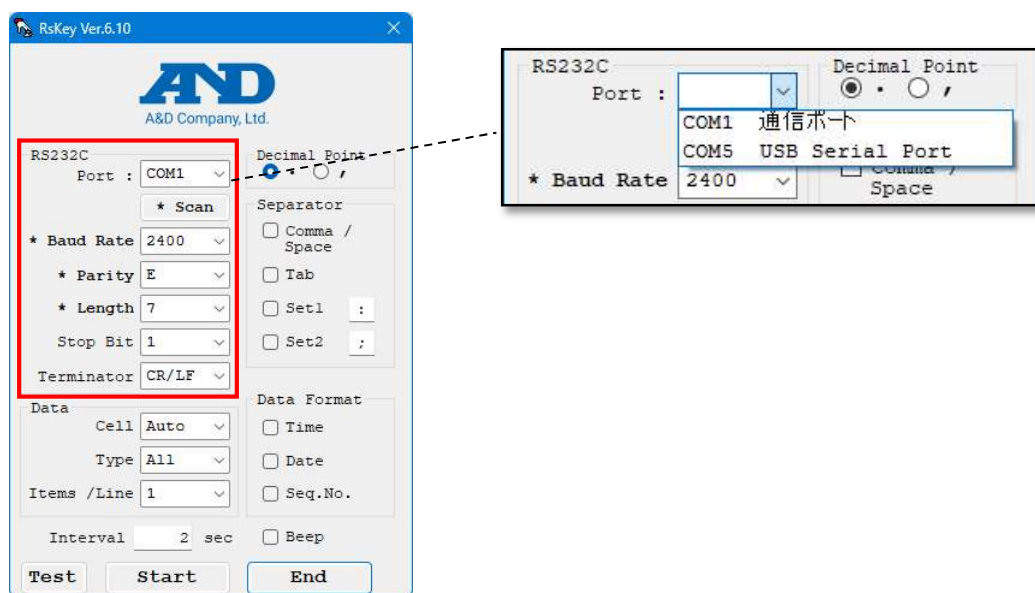 RsKey Ver.6.10
AND
A&D Company, Ltd.
RS232C
Port : COM1
* Scan
* Baud Rate 2400
* Parity E
* Length 7
Stop Bit 1
Terminator CR/LF
Decimal Point
. ,
Separator
Comma /
Space
Tab
Set1 :
Set2 ;
Data
Cell Auto
Type All
Items /Line 1
Data Format
Time
Date
Seq.No.
Interval 2 sec
Beep
Test Start End
RS232C
Port :
COM1 通信ポート
COM5 USB Serial Port
* Baud Rate 2400
Decimal Point
. ,
Comma /
Space